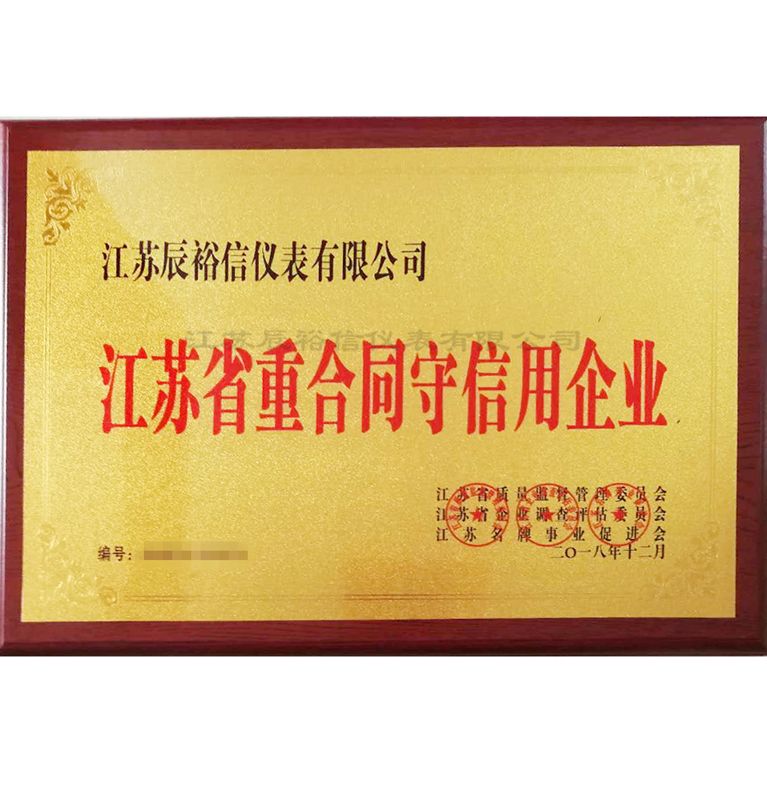 江苏辰裕信仪表有限公司
江苏辰裕信仪表有限公司
江苏省重合同守信用企业
江苏省质量监督管理委员会
江苏省企业调查评估委员会
江苏名牌事业促进会
二〇一八年十二月
编号: